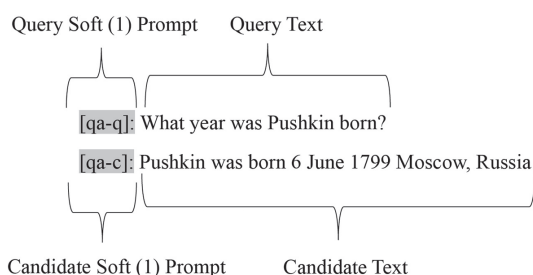 Query Soft (1) Prompt Query Text
[qa-q]: What year was Pushkin born?
[qa-c]: Pushkin was born 6 June 1799 Moscow, Russia
Candidate Soft (1) Prompt Candidate Text